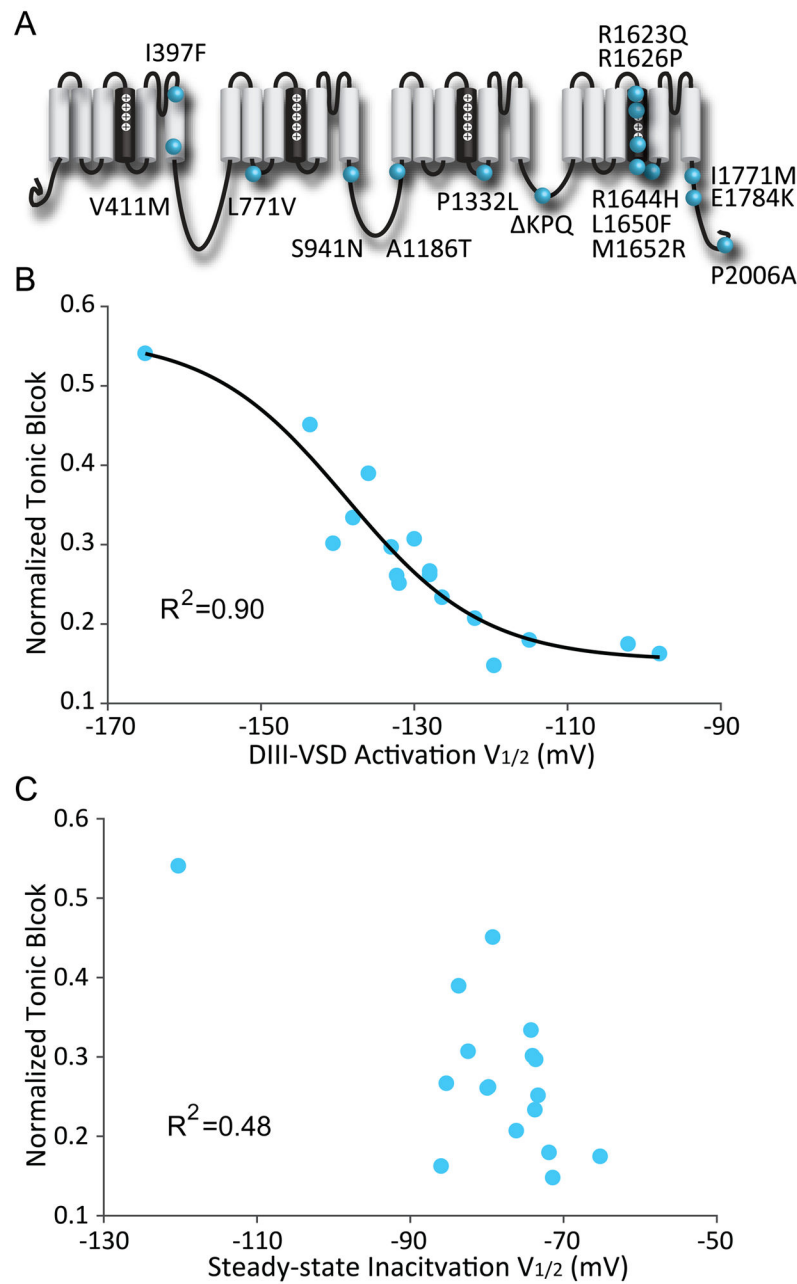 A
I397F
R1623Q
R1626P
V411M
L771V
S941N
A1186T
P1332L
ΔKPQ
R1644H
L1650F
M1652R
I1771M
E1784K
P2006A
B
Normalized Tonic Blcok
0.6
0.5
0.4
0.3
0.2
0.1
R2=0.90
-170
-150
-130
-110
-90
DIII-VSD Activation V1/2 (mV)
C
Normalized Tonic Blcok
0.6
0.5
0.4
0.3
0.2
0.1
R2=0.48
-130
-110
-90
-70
-50
Steady-state Inacitvation V1/2 (mV)